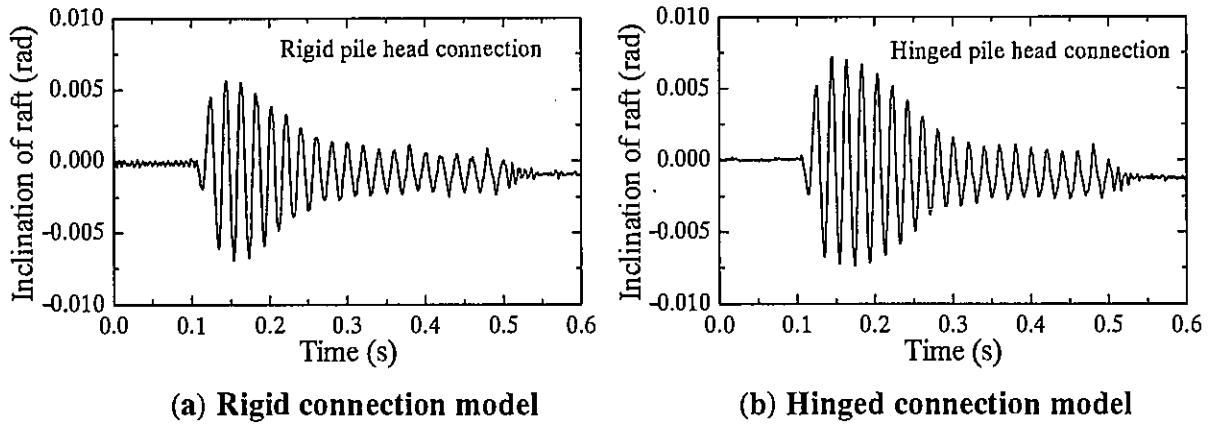 0.010
0.005
0.000
-0.005
-0.010
Inclination of raft (rad)
Rigid pile head connection
0.0 0.1 0.2 0.3 0.4 0.5 0.6
Time (s)
(a) Rigid connection model
0.010
0.005
0.000
-0.005
-0.010
Inclination of raft (rad)
Hinged pile head connection
0.0 0.1 0.2 0.3 0.4 0.5 0.6
Time (s)
(b) Hinged connection model